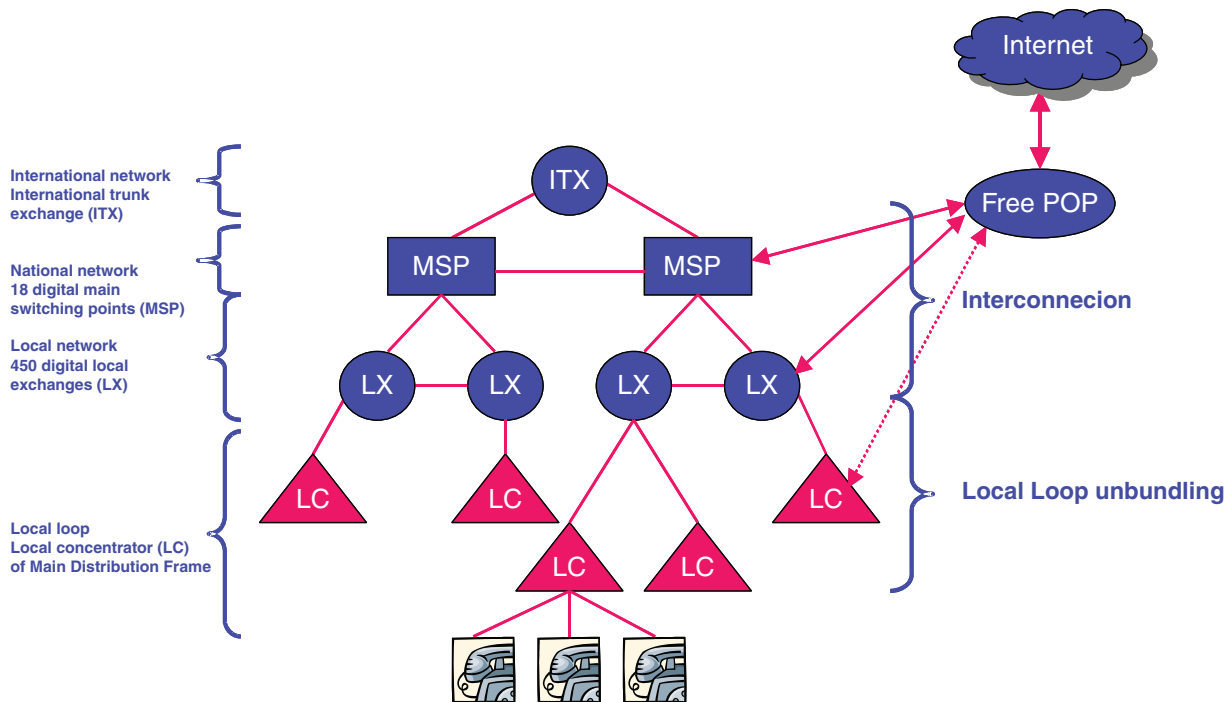 Internet
International network
International trunk
exchange (ITX)
ITX
Free POP
National network
18 digital main
switching points (MSP)
MSP
MSP
Interconnecion
Local network
450 digital local
exchanges (LX)
LX
LX
LX
LX
LC
LC
LC
Local Loop unbundling
Local loop
Local concentrator (LC)
of Main Distribution Frame
LC
LC